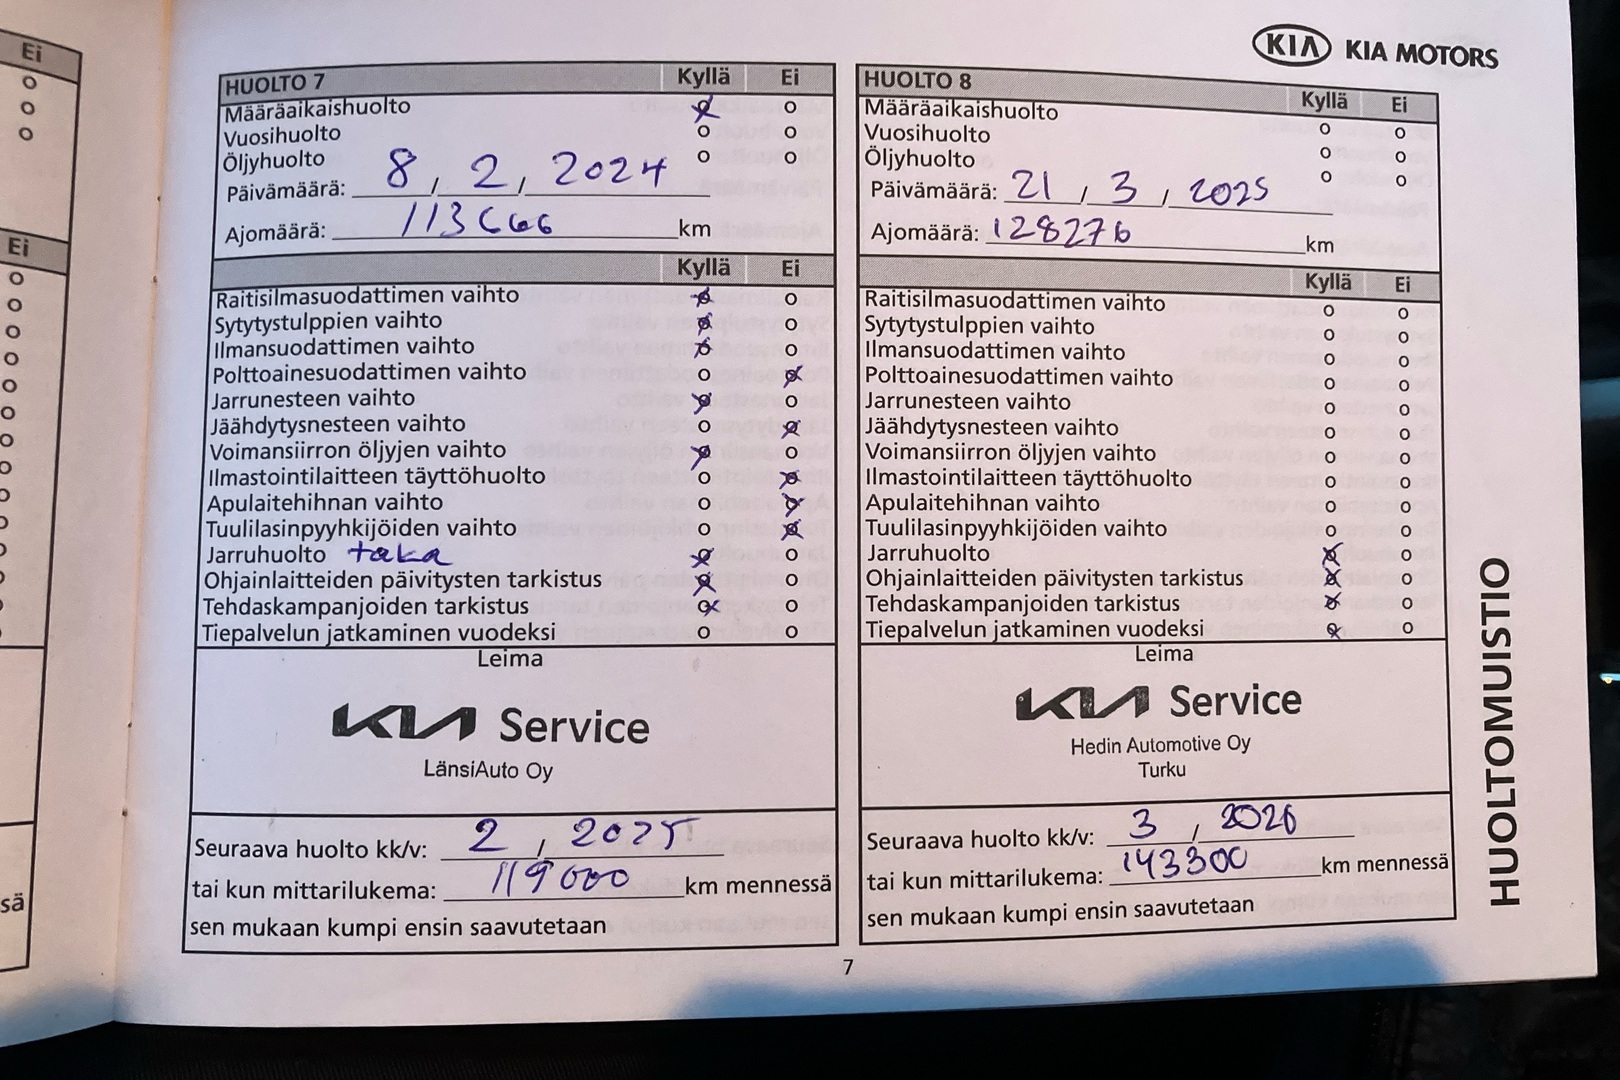 Ei
Ei
sä
KIA KIA MOTORS
HUOLTO 7 Kyllä Ei
Määräaikaishuolto
Vuosihuolto
Öljyhuolto
Päivämäärä: 8 / 2 / 2024
Ajomäärä: 113666 km
Kyllä Ei
Raitisilmasuodattimen vaihto
Sytytystulppien vaihto
Ilmansuodattimen vaihto
Polttoainesuodattimen vaihto
Jarrunesteen vaihto
Jäähdytysnesteen vaihto
Voimansiirron öljyjen vaihto
Ilmastointilaitteen täyttöhuolto
Apulaitehihnan vaihto
Tuulilasinpyyhkijöiden vaihto
Jarruhuolto taka
Ohjainlaitteiden päivitysten tarkistus
Tehdaskampanjoiden tarkistus
Tiepalvelun jatkaminen vuodeksi
Leima
KIA Service
LänsiAuto Oy
Seuraava huolto kk/v: 2 / 2025
tai kun mittarilukema: 119000 km mennessä
sen mukaan kumpi ensin saavutetaan
HUOLTO 8 Kyllä Ei
Määräaikaishuolto
Vuosihuolto
Öljyhuolto
Päivämäärä: 21 / 3 / 2025
Ajomäärä: 128276 km
Kyllä Ei
Raitisilmasuodattimen vaihto
Sytytystulppien vaihto
Ilmansuodattimen vaihto
Polttoainesuodattimen vaihto
Jarrunesteen vaihto
Jäähdytysnesteen vaihto
Voimansiirron öljyjen vaihto
Ilmastointilaitteen täyttöhuolto
Apulaitehihnan vaihto
Tuulilasinpyyhkijöiden vaihto
Jarruhuolto
Ohjainlaitteiden päivitysten tarkistus
Tehdaskampanjoiden tarkistus
Tiepalvelun jatkaminen vuodeksi
Leima
KIA Service
Hedin Automotive Oy
Turku
Seuraava huolto kk/v: 3 / 2026
tai kun mittarilukema: 143300 km mennessä
sen mukaan kumpi ensin saavutetaan
HUOLTOMUISTIO
7